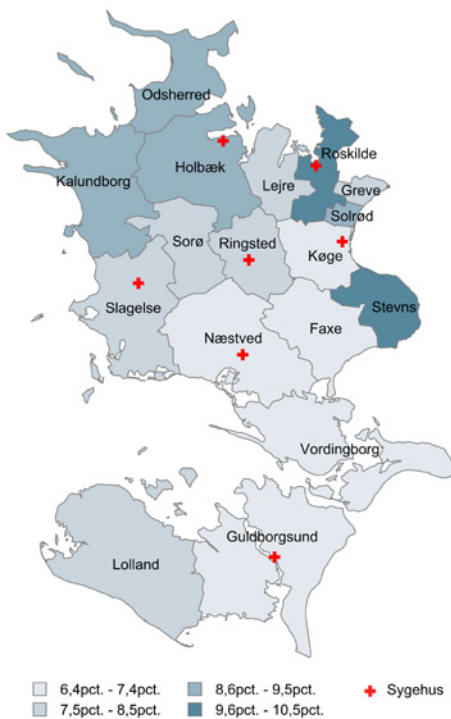 Odsherred
Roskilde
Holbæk
Kalundborg
Lejre
Greve
Solrød
Sorø
Ringsted
Køge
Slagelse
Stevns
Næstved
Faxe
Vordingborg
Guldborgsund
Lolland
6,4pct. - 7,4pct.
8,6pct. - 9,5pct.
Sygehus
7,5pct. - 8,5pct.
9,6pct. - 10,5pct.